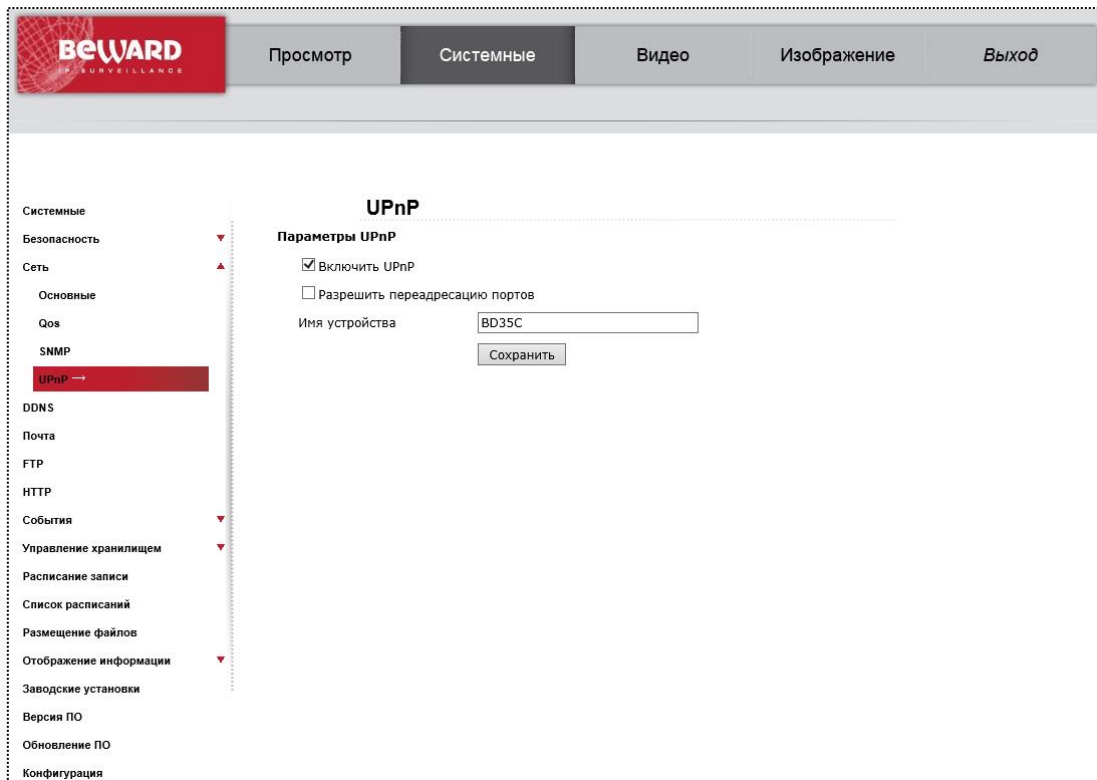 BEWARD
IP SURVEILLANCE
Просмотр
Системные
Видео
Изображение
Выход
Системные
Безопасность
Сеть
Основные
Qos
SNMP
UPnP →
DDNS
Почта
FTP
HTTP
События
Управление хранилищем
Расписание записи
Список расписаний
Размещение файлов
Отображение информации
Заводские установки
Версия ПО
Обновление ПО
Конфигурация
UPnP
Параметры UPnP
Включить UPnP
Разрешить переадресацию портов
Имя устройства BD35C
Сохранить